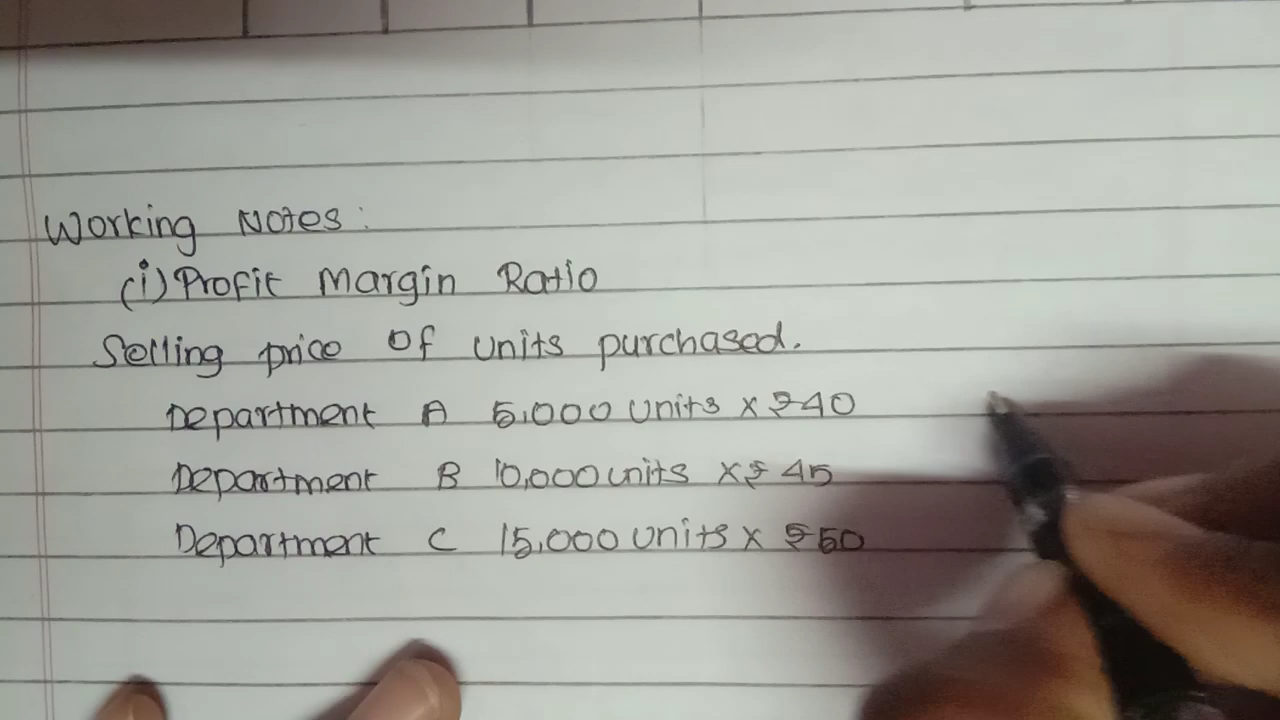 Working Notes:
(i) Profit Margin Ratio
Selling price of units purchased.
Department A 5,000 units × ₹40
Department B 10,000 units × ₹45
Department C 15,000 units × ₹50